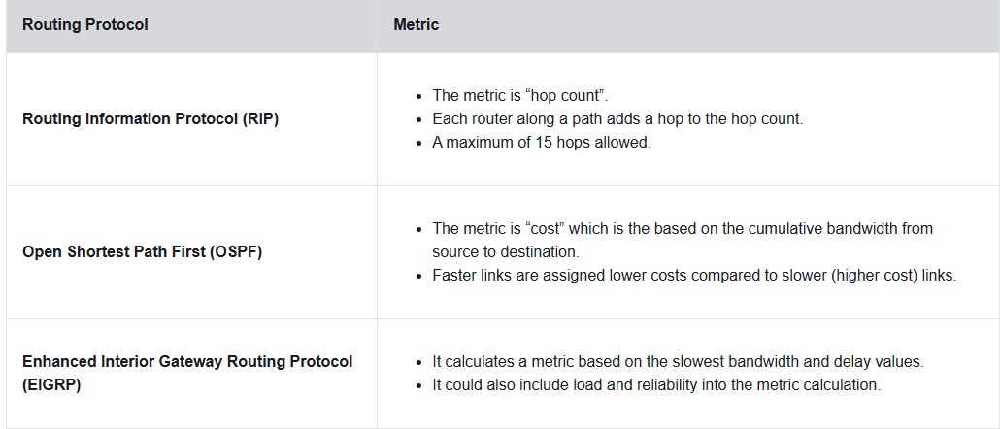 Routing Protocol
Metric
Routing Information Protocol (RIP)
• The metric is “hop count”.
• Each router along a path adds a hop to the hop count.
• A maximum of 15 hops allowed.
Open Shortest Path First (OSPF)
• The metric is “cost” which is the based on the cumulative bandwidth from
source to destination.
• Faster links are assigned lower costs compared to slower (higher cost) links.
Enhanced Interior Gateway Routing Protocol
(EIGRP)
• It calculates a metric based on the slowest bandwidth and delay values.
• It could also include load and reliability into the metric calculation.